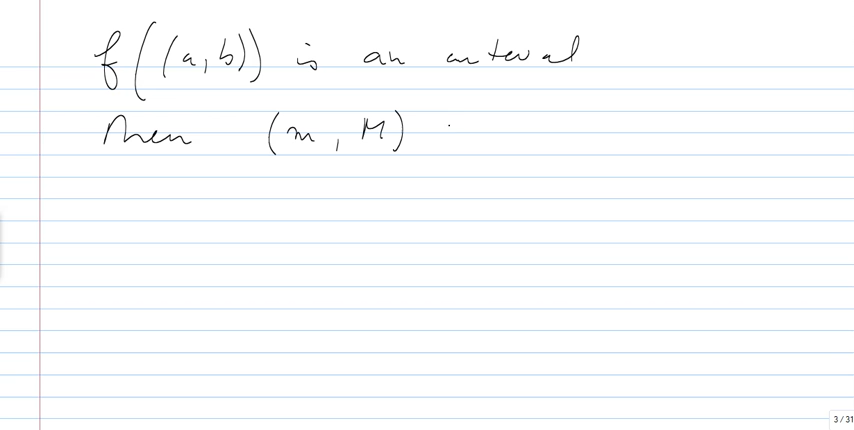 f((a,b)) is an interval
Then (m, M)
3 / 31